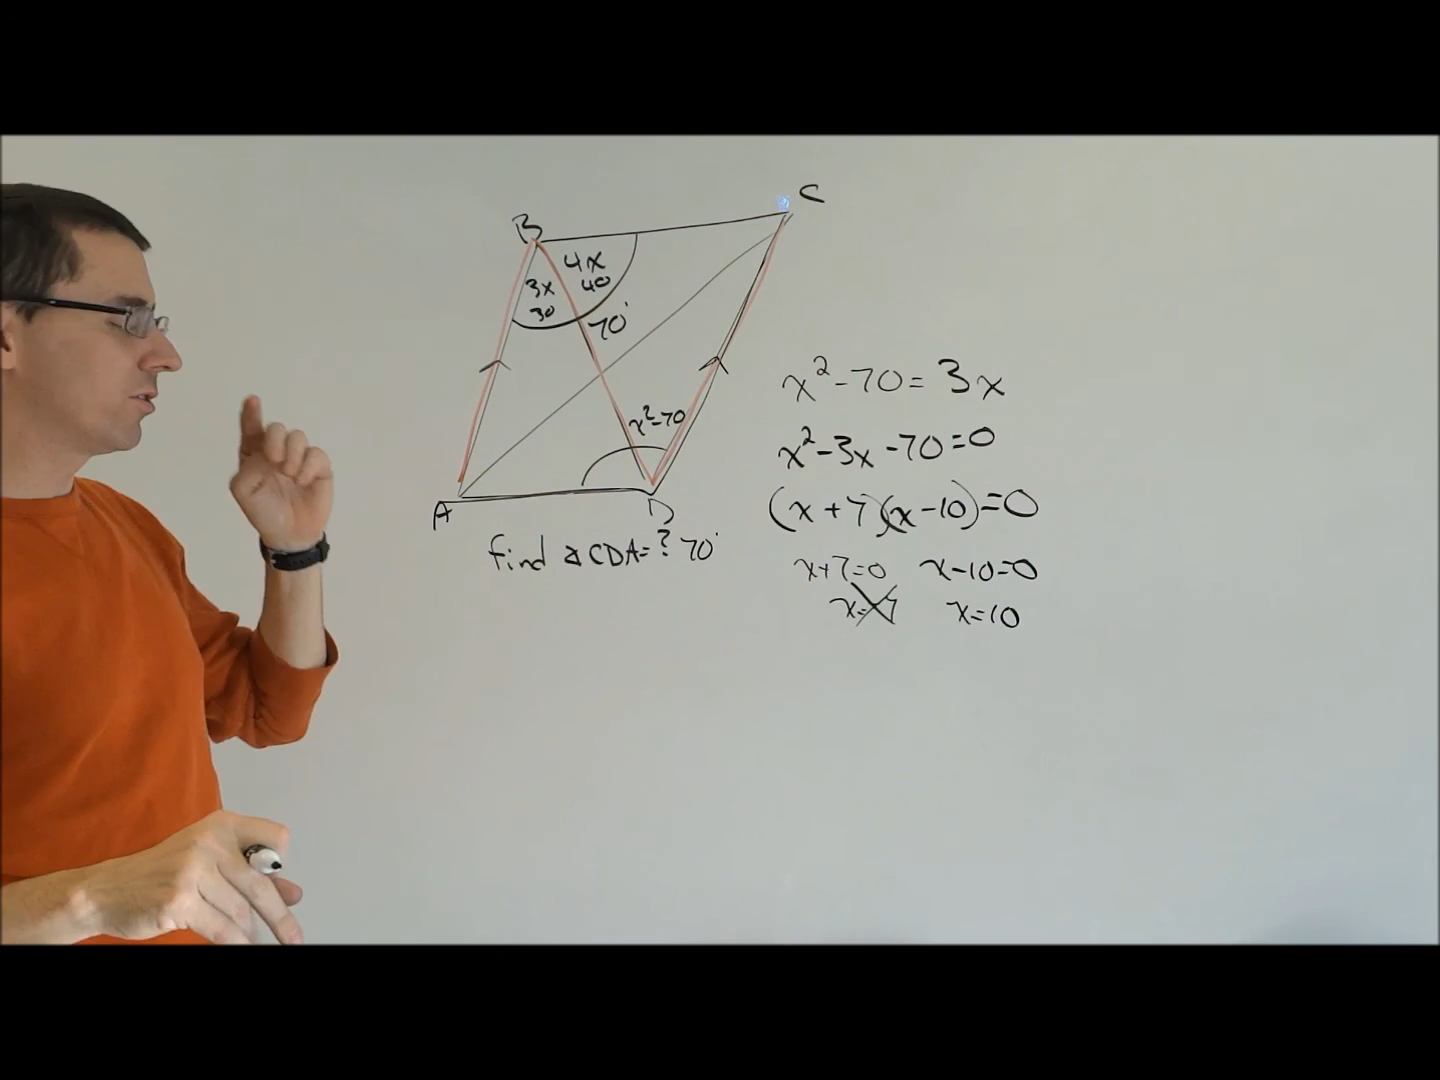 C
B
4x
40
3x
30
70°
x²-70
A
D
find ∡CDA=? 70°
x²-70=3x
x²-3x-70=0
(x+7)(x-10)=0
x+7=0 x-10=0
x=-7 x=10